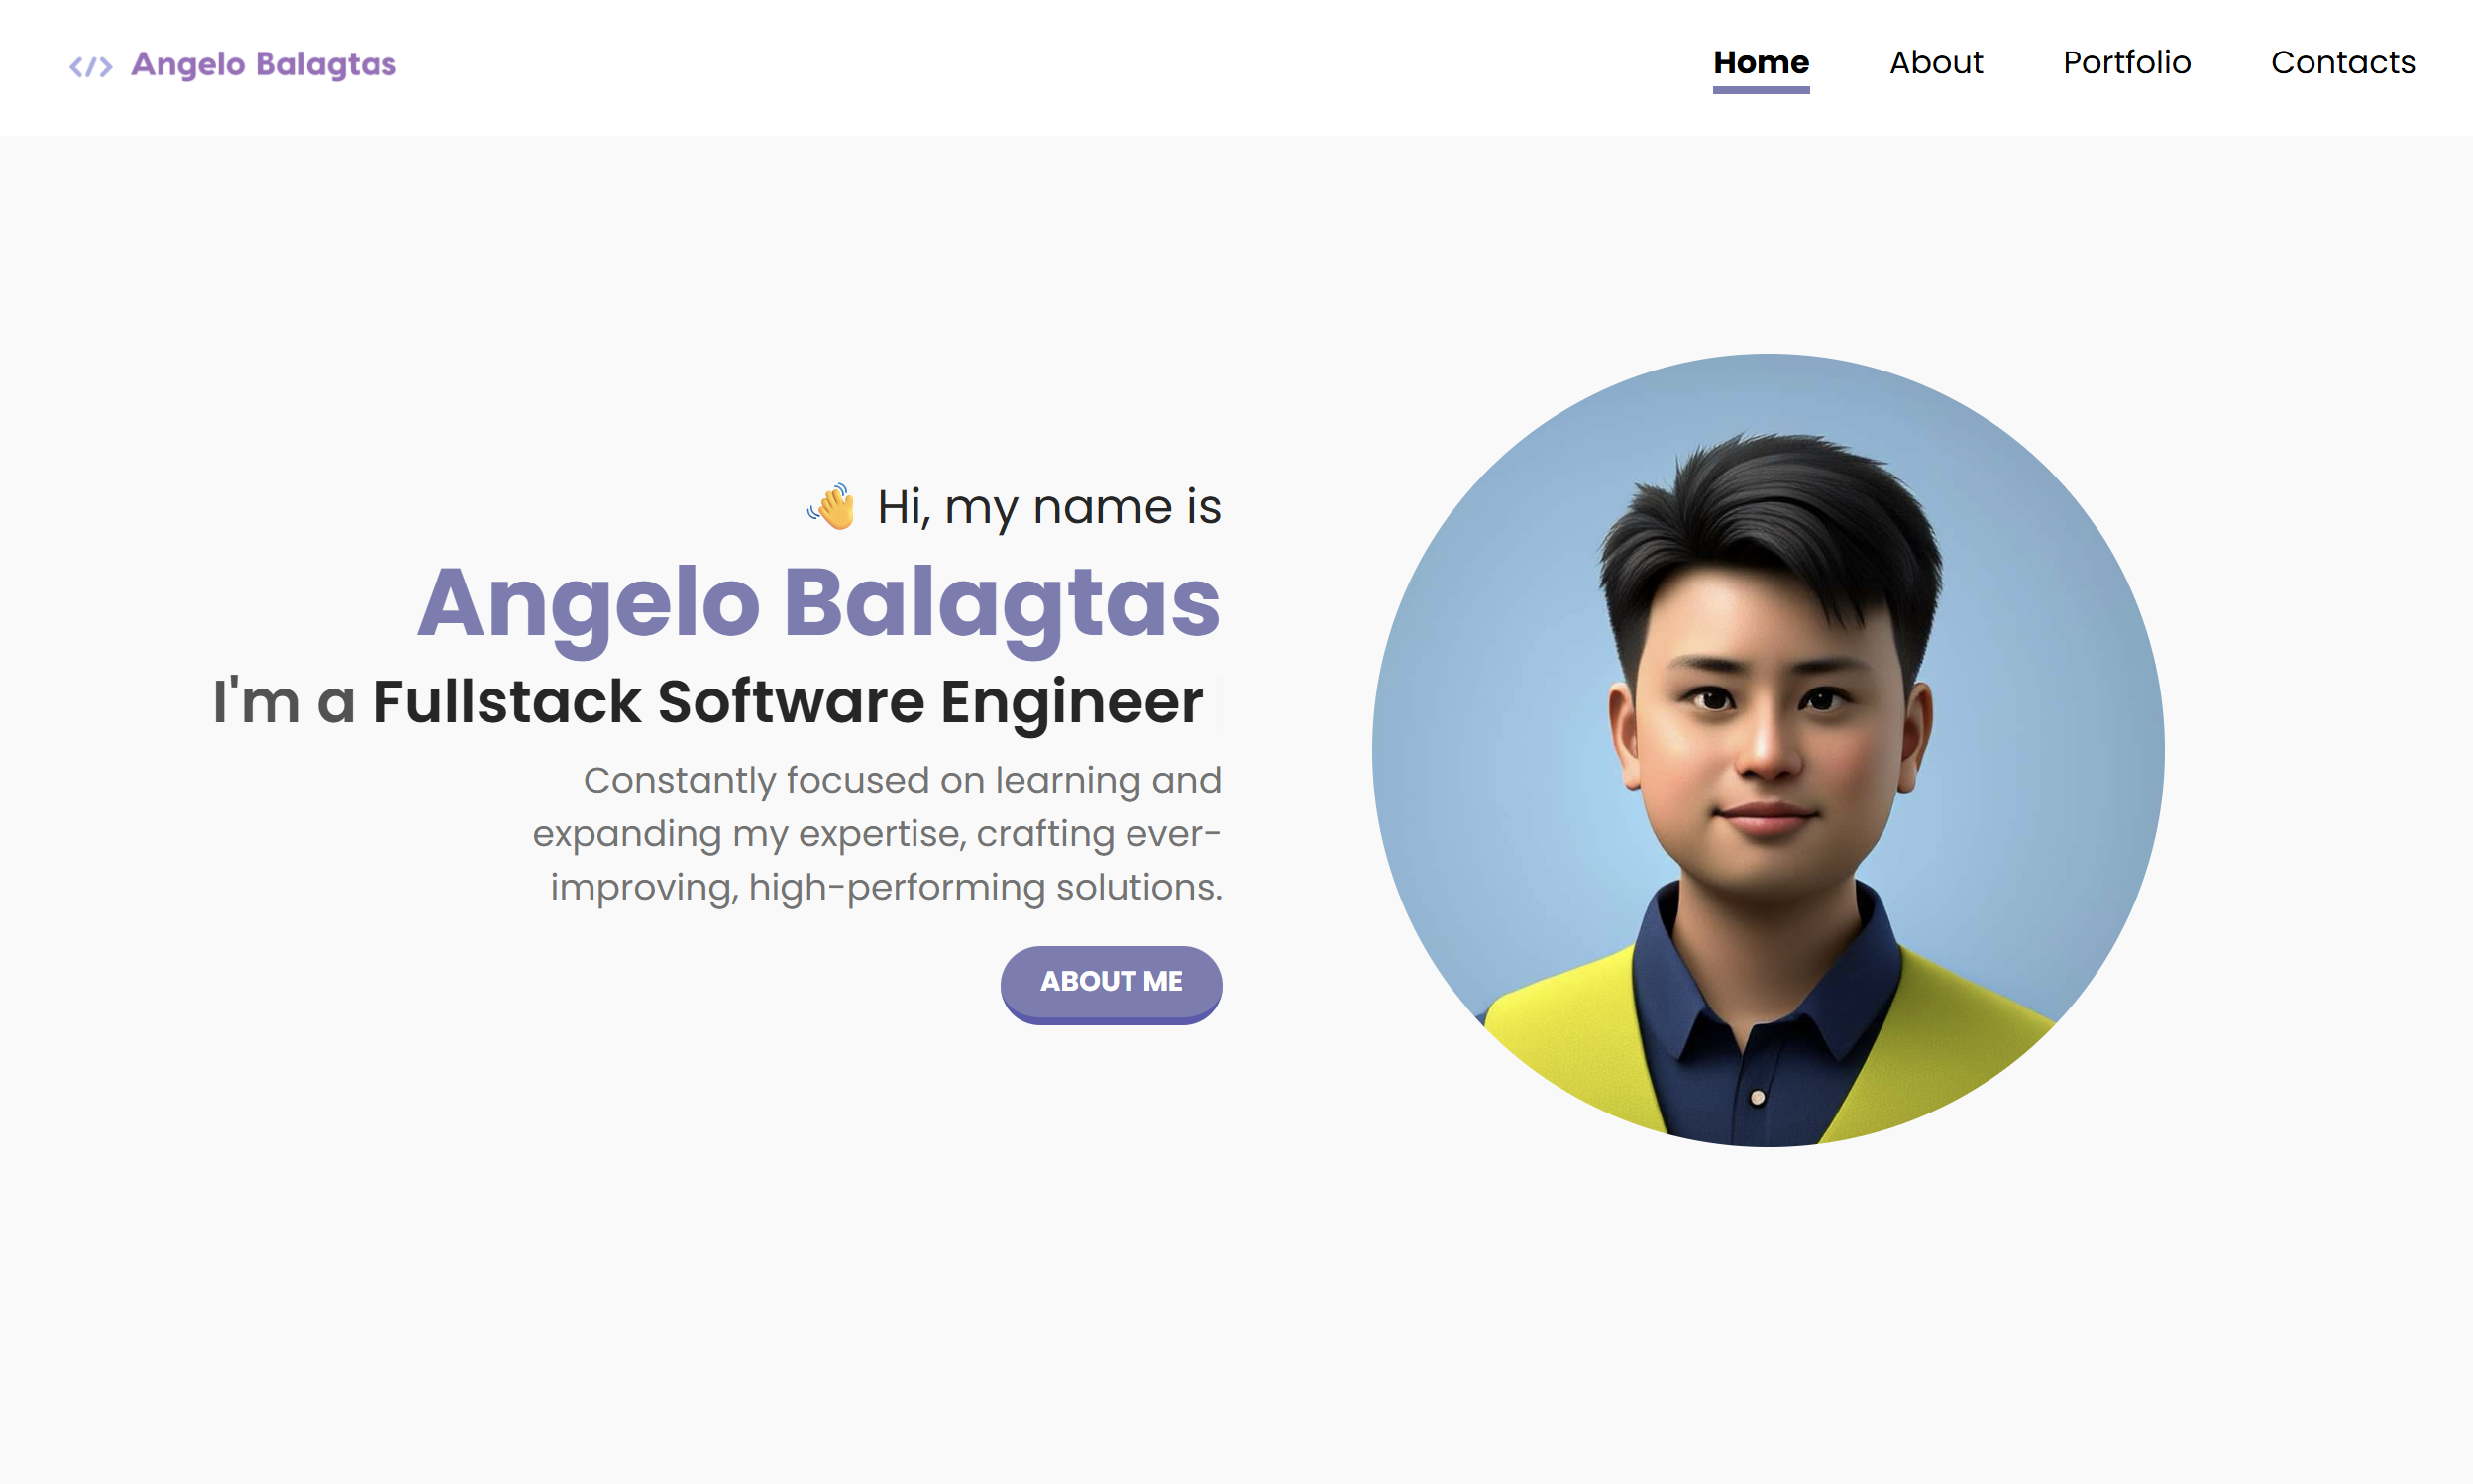 </> Angelo Balagtas
Home About Portfolio Contacts
👋 Hi, my name is
Angelo Balagtas
I'm a Fullstack Software Engineer
Constantly focused on learning and
expanding my expertise, crafting ever-
improving, high-performing solutions.
ABOUT ME